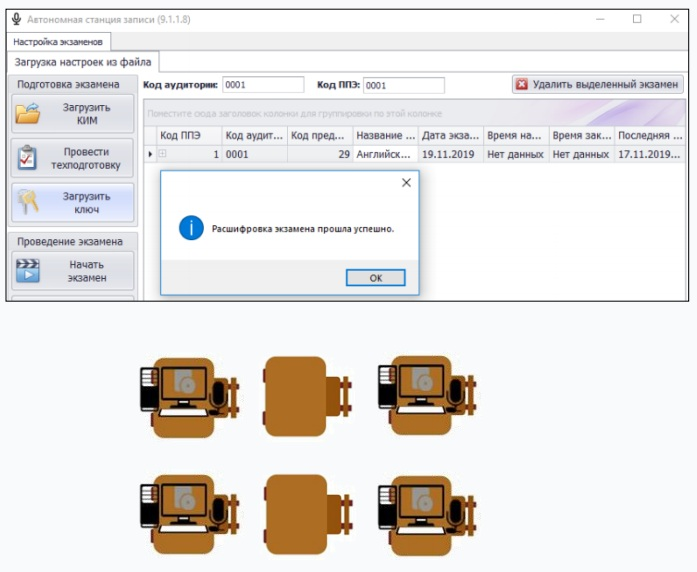 Автономная станция записи (9.1.1.8)
Настройка экзаменов
Загрузка настроек из файла
Подготовка экзамена
Код аудитории: 0001 Код ППЭ: 0001 Удалить выделенный экзамен
Загрузить
КИМ
Поместите сюда заголовок колонки для группировки по этой колонке
Код ППЭ Код аудит... Код пред... Название ... Дата экза... Время на... Время зак... Последняя ...
1 0001 29 Английск... 19.11.2019 Нет данных Нет данных 17.11.2019...
Провести
техподготовку
Загрузить
ключ
Расшифровка экзамена прошла успешно.
OK
Проведение экзамена
Начать
экзамен